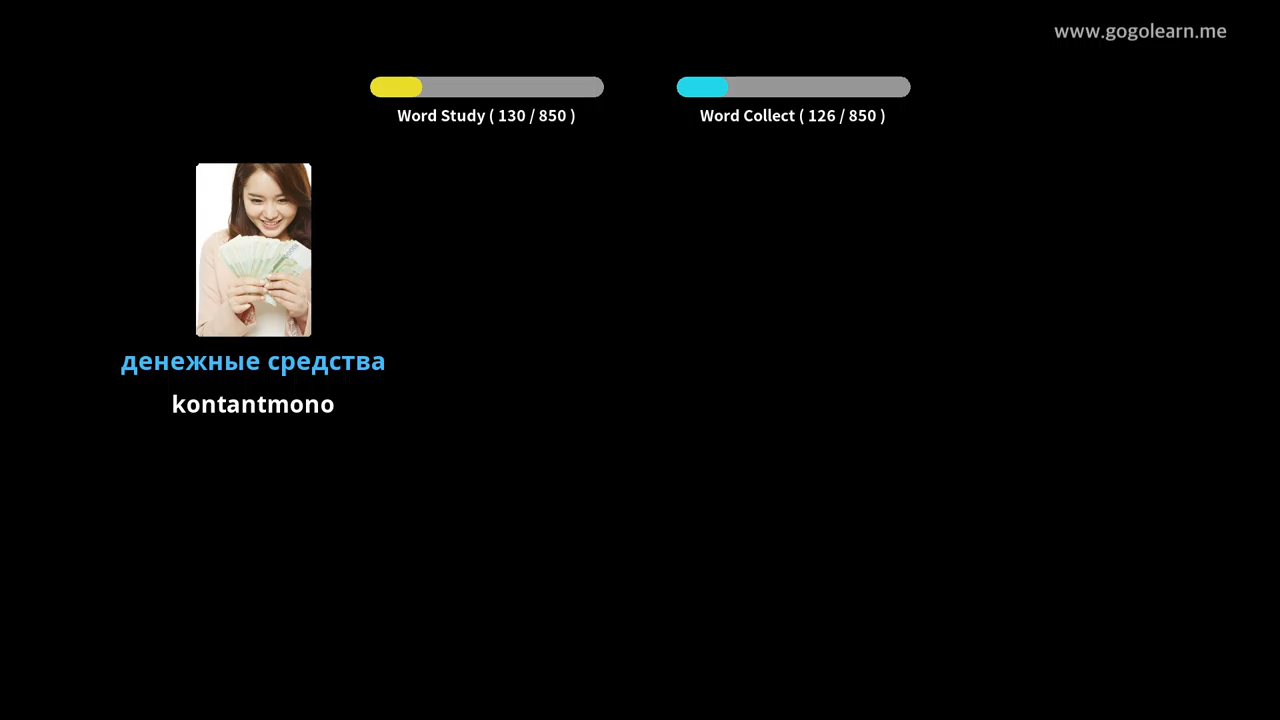 www.gogolearn.me
Word Study ( 130 / 850 )
Word Collect ( 126 / 850 )
денежные средства
kontantmono